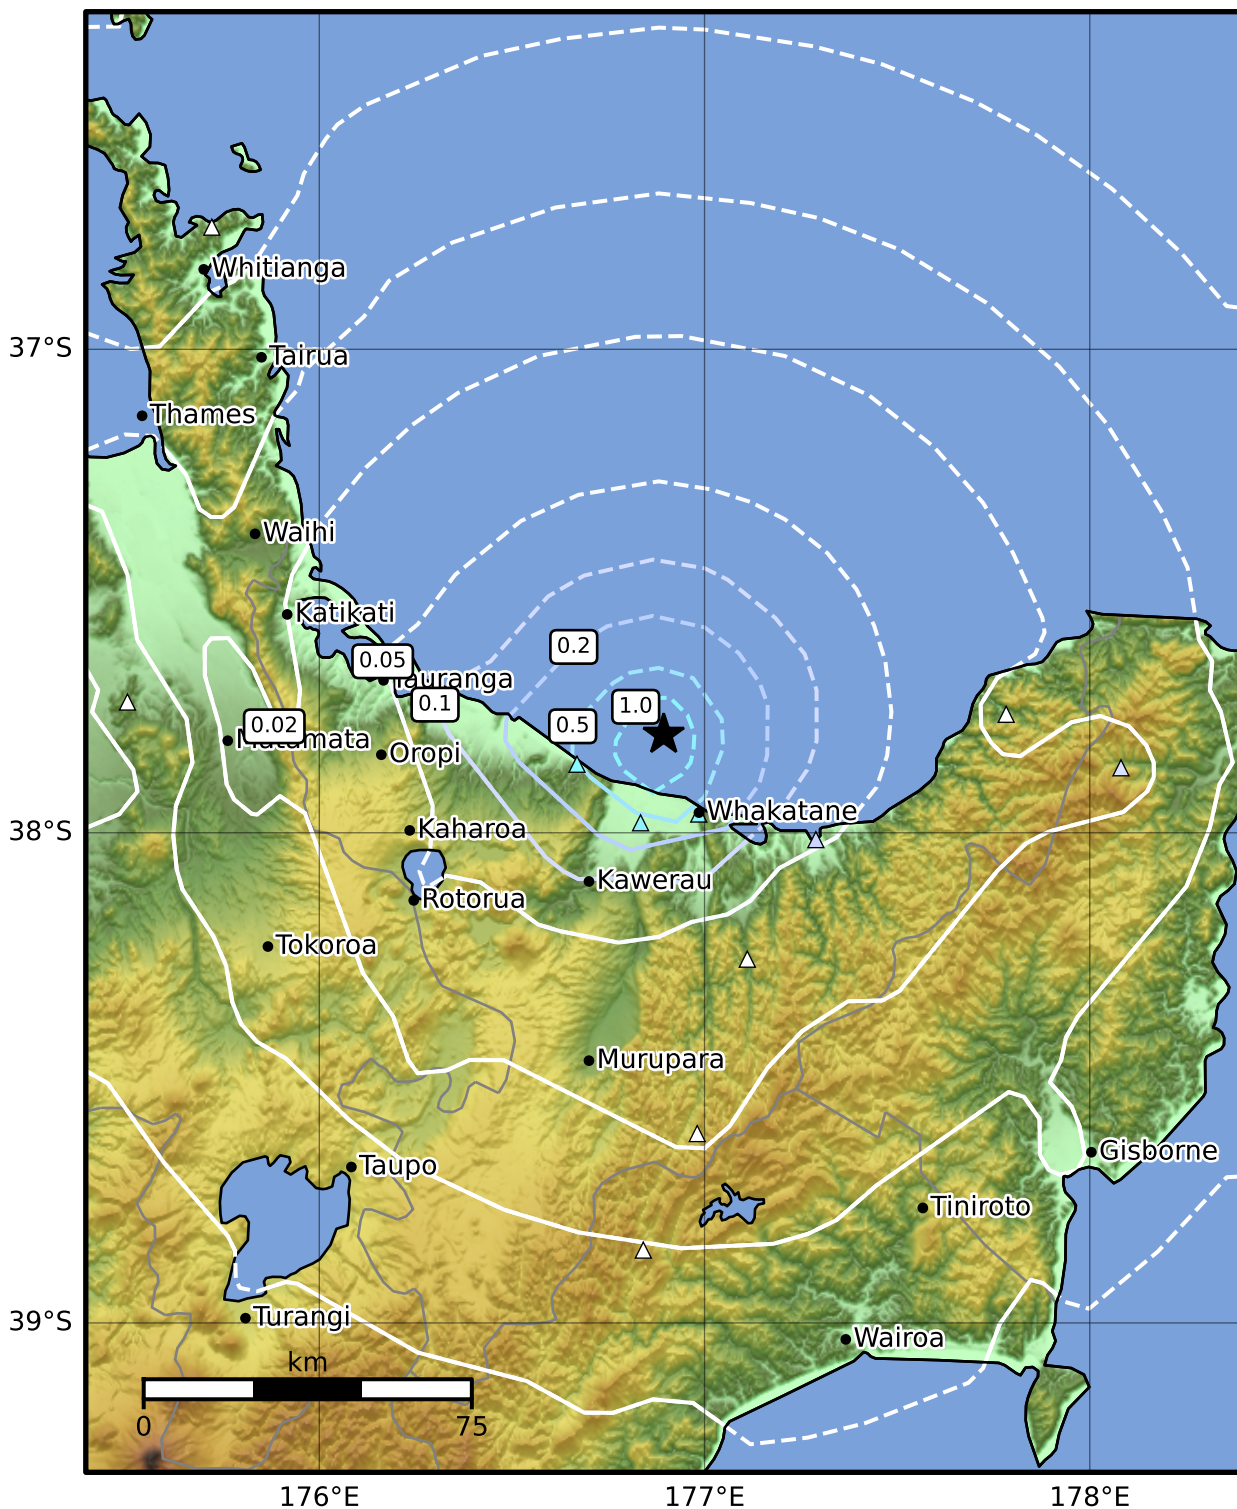 Whitianga
37°S
Tairua
Thames
Waihi
Katikati
0.2
0.05
Tauranga
0.1
1.0
0.02
0.5
Matamata
Oropi
Whakatane
38°S
Kaharoa
Kawerau
Rotorua
Tokoroa
Murupara
Gisborne
Taupo
Tiniroto
39°S
Turangi
Wairoa
km
0
75
176°E
177°E
178°E